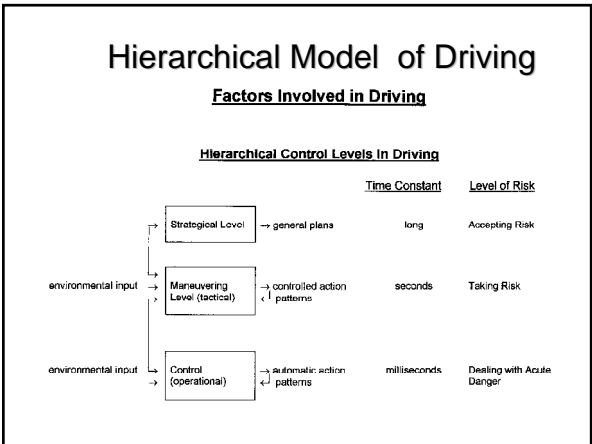 Hierarchical Model of Driving
Factors Involved in Driving
Hierarchical Control Levels In Driving
Time Constant Level of Risk
Strategical Level → general plans long Accepting Risk
environmental input Maneuvering Level (tactical) → controlled action patterns seconds Taking Risk
environmental input Control (operational) → automatic action patterns milliseconds Dealing with Acute Danger